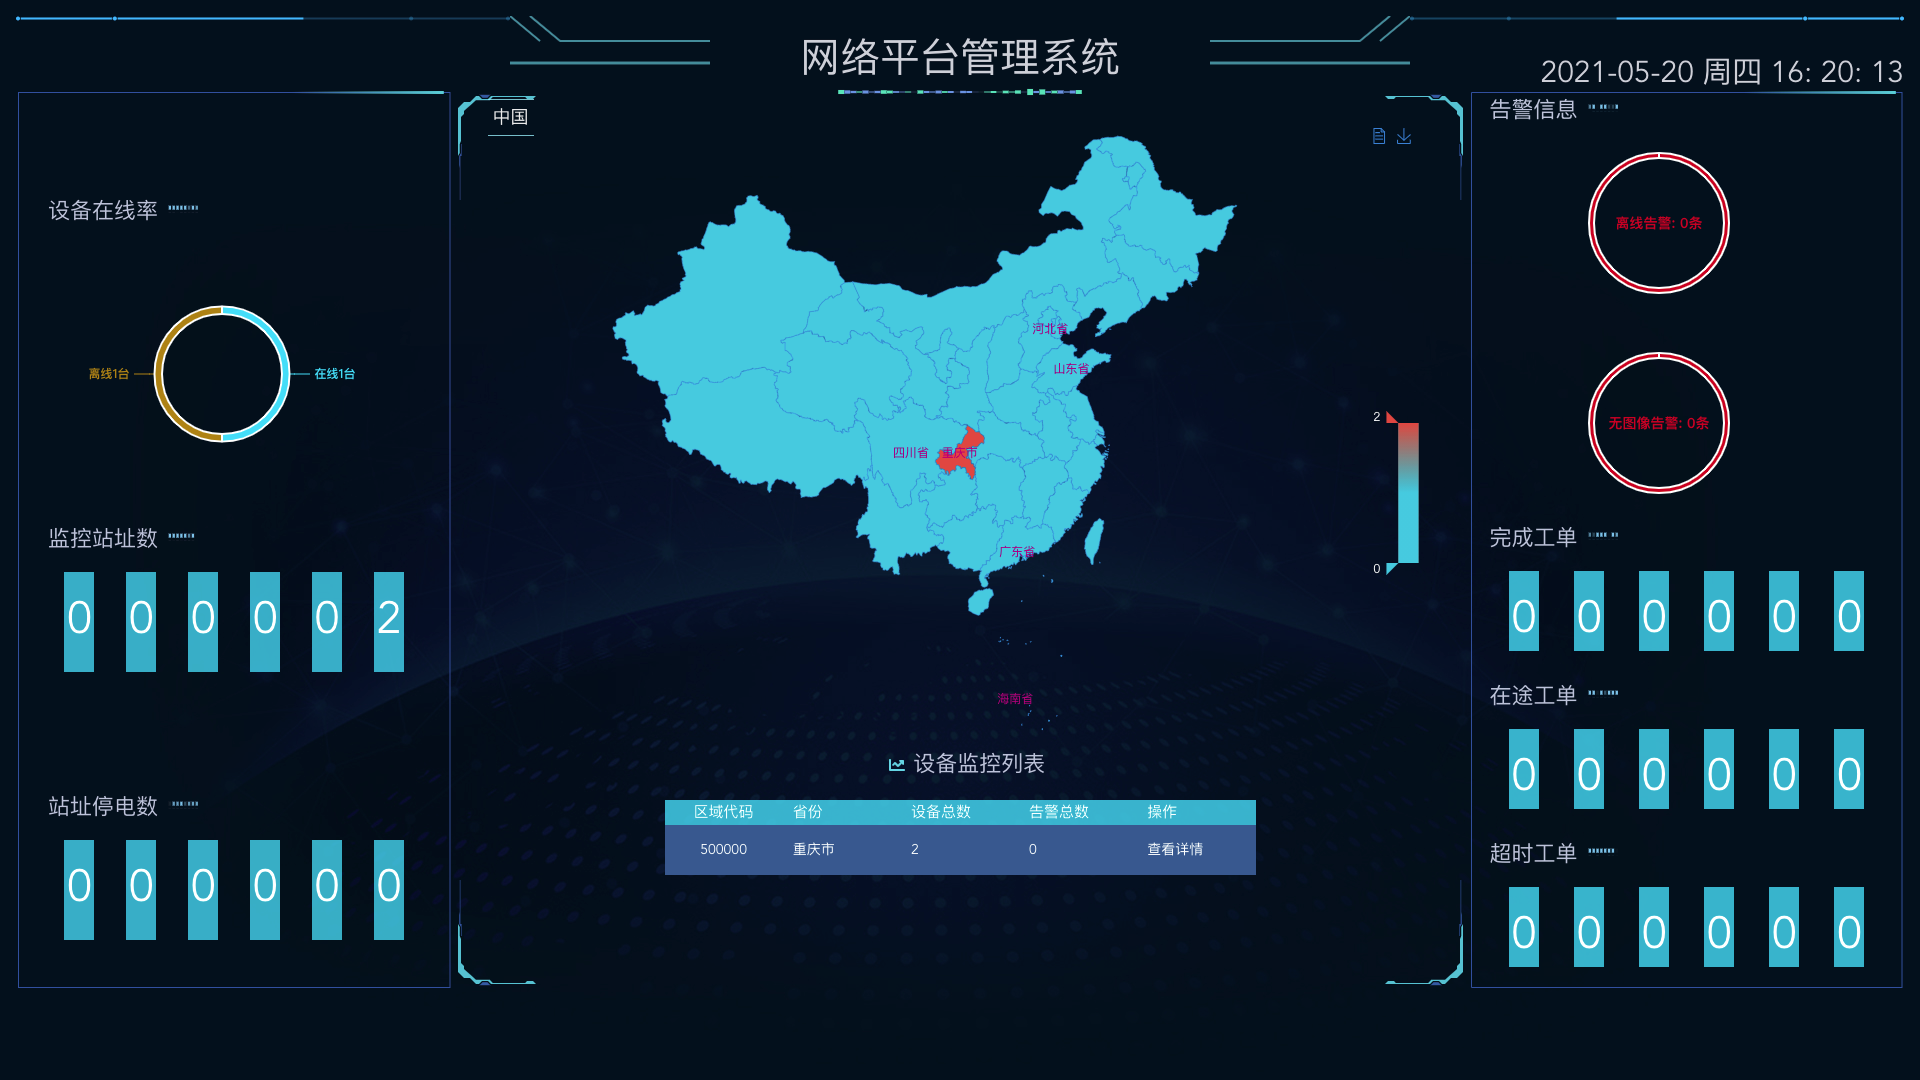 网络平台管理系统
2021-05-20 周四 16: 20: 13
设备在线率
离线1台
在线1台
监控站址数
0 0 0 0 0 2
站址停电数
0 0 0 0 0 0
中国
河北省
山东省
四川省
重庆市
广东省
海南省
2
0
设备监控列表
区域代码 省份 设备总数 告警总数 操作
500000 重庆市 2 0 查看详情
告警信息
离线告警: 0条
无图像告警: 0条
完成工单
0 0 0 0 0 0
在途工单
0 0 0 0 0 0
超时工单
0 0 0 0 0 0